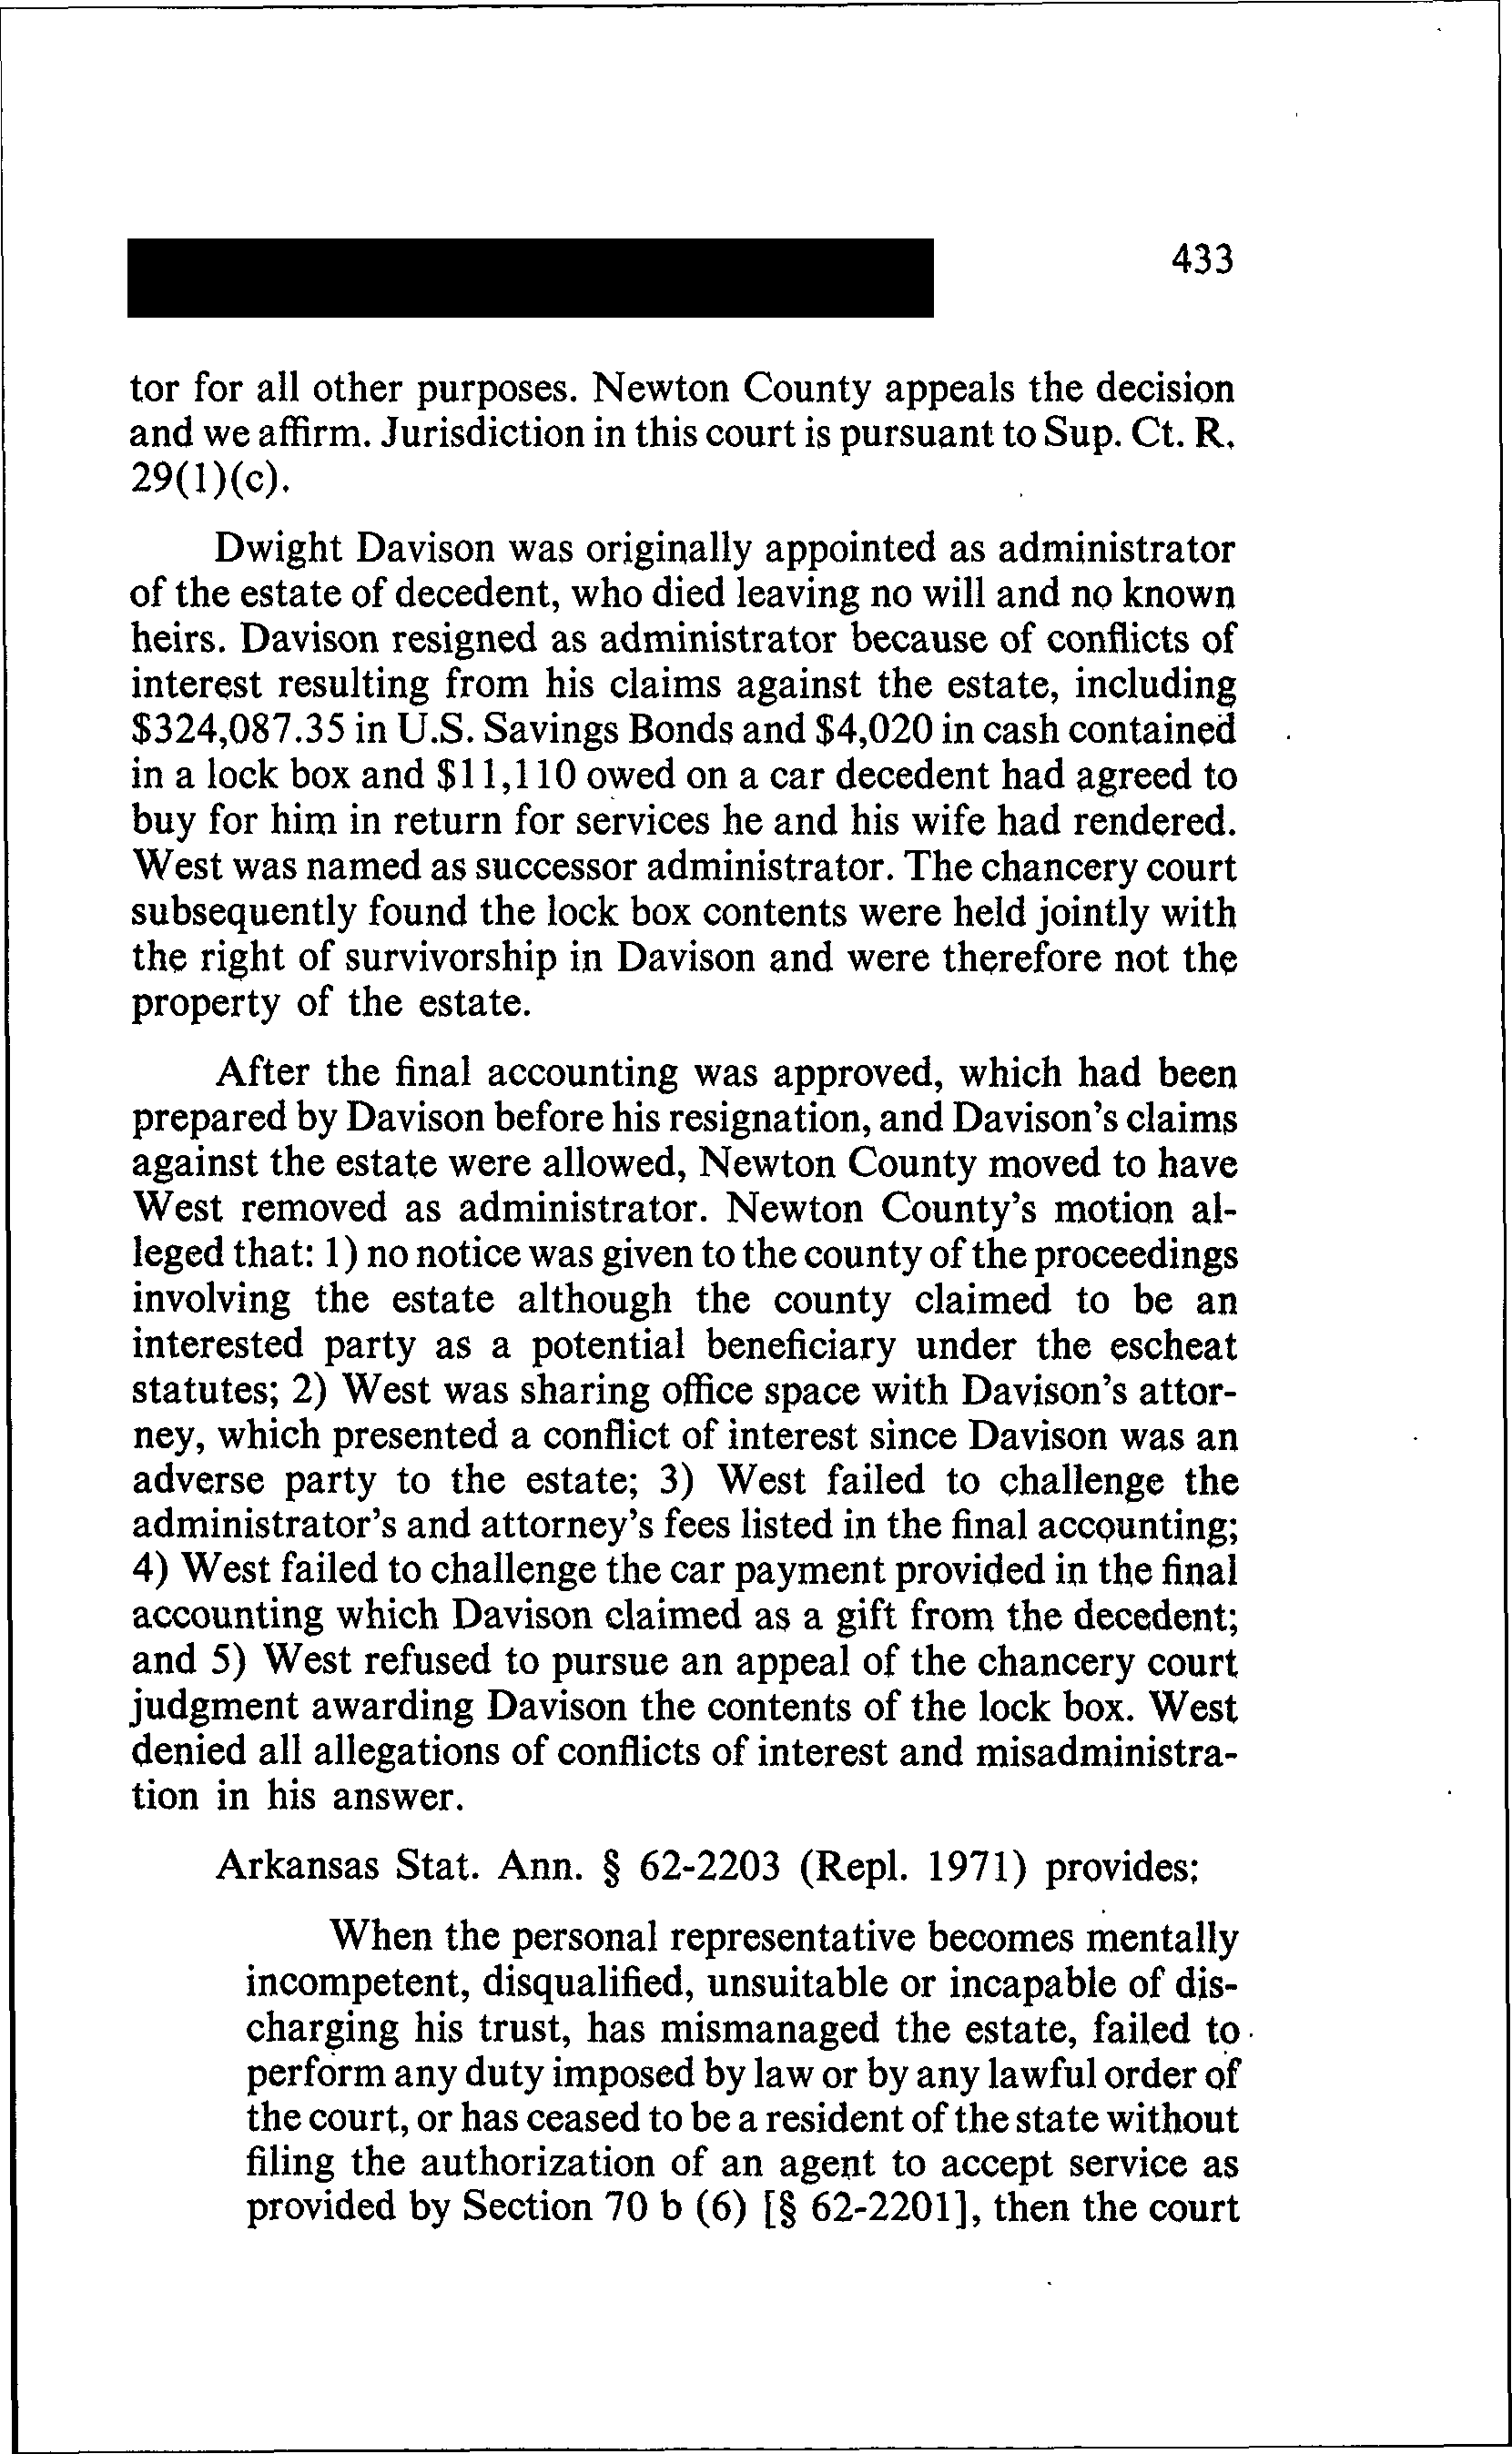 433
tor for all other purposes. Newton County appeals the decision
and we affirm. Jurisdiction in this court is pursuant to Sup. Ct. R.
29(1)(c).
Dwight Davison was originally appointed as administrator
of the estate of decedent, who died leaving no will and no known
heirs. Davison resigned as administrator because of conflicts of
interest resulting from his claims against the estate, including
$324,087.35 in U.S. Savings Bonds and $4,020 in cash contained
in a lock box and $11,110 owed on a car decedent had agreed to
buy for him in return for services he and his wife had rendered.
West was named as successor administrator. The chancery court
subsequently found the lock box contents were held jointly with
the right of survivorship in Davison and were therefore not the
property of the estate.
After the final accounting was approved, which had been
prepared by Davison before his resignation, and Davison's claims
against the estate were allowed, Newton County moved to have
West removed as administrator. Newton County's motion al-
leged that: 1) no notice was given to the county of the proceedings
involving the estate although the county claimed to be an
interested party as a potential beneficiary under the escheat
statutes; 2) West was sharing office space with Davison's attor-
ney, which presented a conflict of interest since Davison was an
adverse party to the estate; 3) West failed to challenge the
administrator's and attorney's fees listed in the final accounting;
4) West failed to challenge the car payment provided in the final
accounting which Davison claimed as a gift from the decedent;
and 5) West refused to pursue an appeal of the chancery court
judgment awarding Davison the contents of the lock box. West
denied all allegations of conflicts of interest and misadministra-
tion in his answer.
Arkansas Stat. Ann. § 62-2203 (Repl. 1971) provides:
When the personal representative becomes mentally
incompetent, disqualified, unsuitable or incapable of dis-
charging his trust, has mismanaged the estate, failed to
perform any duty imposed by law or by any lawful order of
the court, or has ceased to be a resident of the state without
filing the authorization of an agent to accept service as
provided by Section 70 b (6) [§ 62-2201], then the court